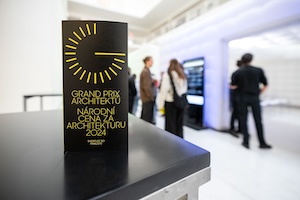 GRAND PRIX
ARCHITEKTŮ
NÁRODNÍ
CENA ZA
ARCHITEKTURU
2024